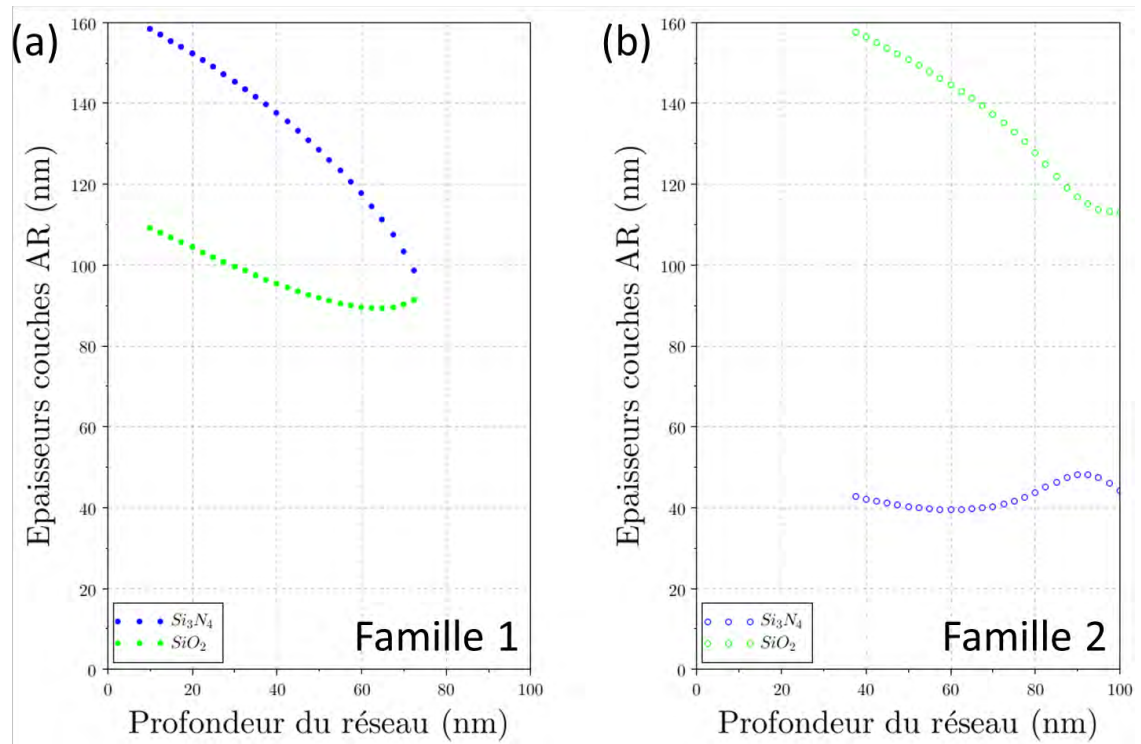 (a)
160
140
120
100
80
60
40
20
0
Epaisseurs couches AR (nm)
Si₃N₄
SiO₂
Famille 1
0 20 40 60 80 100
Profondeur du réseau (nm)
(b)
160
140
120
100
80
60
40
20
0
Epaisseurs couches AR (nm)
Si₃N₄
SiO₂
Famille 2
0 20 40 60 80 100
Profondeur du réseau (nm)